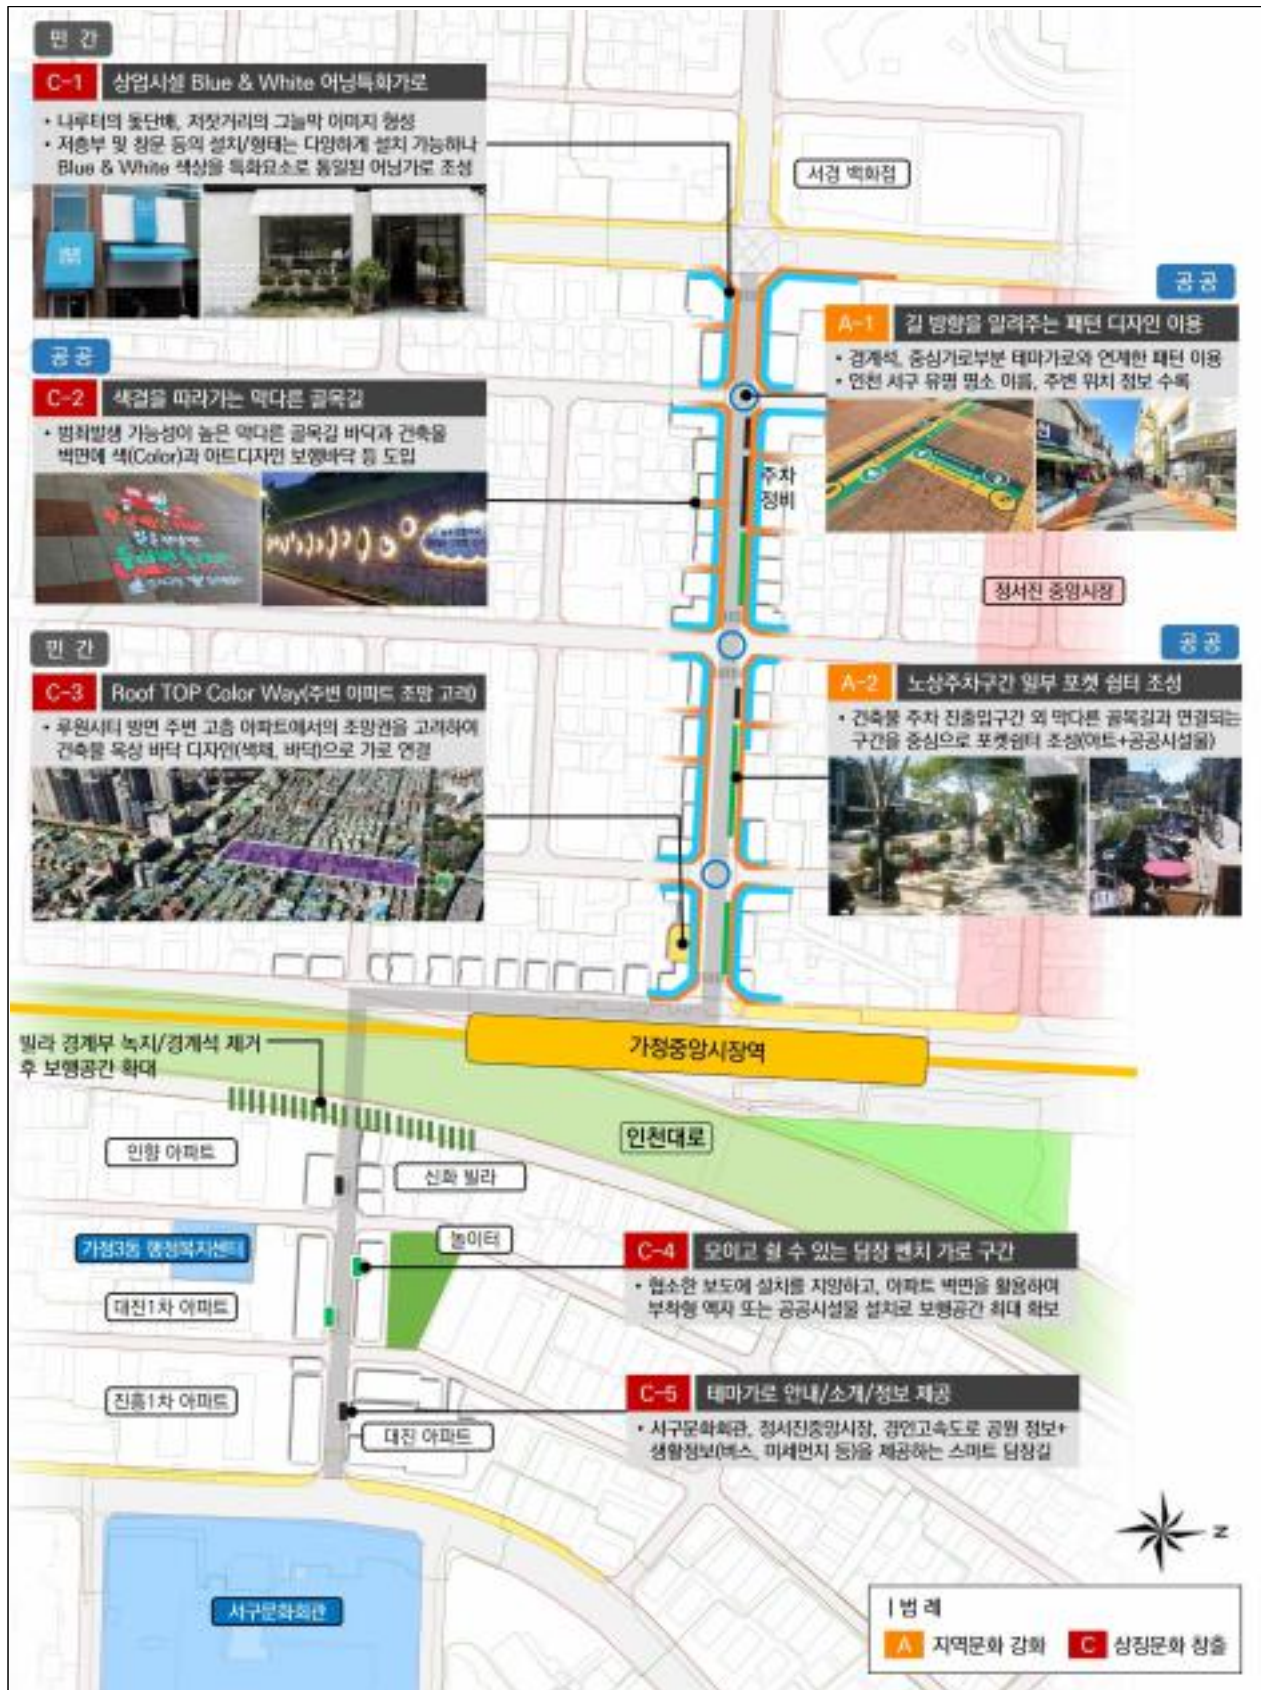 민 간
C-1 상업시설 Blue & White 어닝특화가로
• 나루터의 돛단배, 저잣거리의 그늘막 이미지 형성
• 저층부 및 창문 등의 설치/형태는 다양하게 설치 가능하나
Blue & White 색상을 특화요소로 통일된 어닝가로 조성
서경 백화점
공 공
A-1 길 방향을 알려주는 패턴 디자인 이용
• 경계석, 중심가로부분 테마가로와 연계한 패턴 이용
• 인천 서구 유명 명소 이름, 주변 위치 정보 수록
공 공
C-2 색걸을 따라가는 막다른 골목길
• 범죄발생 가능성이 높은 막다른 골목길 바닥과 건축물
벽면에 색(Color)과 아트디자인 보행바닥 등 도입
주차
정비
정서진 중앙시장
민 간
C-3 Roof TOP Color Way(주변 아파트 조망 고려)
• 루원시티 방면 주변 고층 아파트에서의 조망권을 고려하여
건축물 옥상 바닥 디자인(색채, 바닥)으로 가로 연결
공 공
A-2 노상주차구간 일부 포켓 쉼터 조성
• 건축물 주차 진출입구간 외 막다른 골목길과 연결되는
구간을 중심으로 포켓쉼터 조성(아트+공공시설물)
가정중앙시장역
빌라 경계부 녹지/경계석 제거
후 보행공간 확대
인천대로
인향 아파트
신화 빌라
놀이터
가정3동 행정복지센터
C-4 모이고 쉴 수 있는 담장 벤치 가로 구간
• 협소한 보도에 설치를 지양하고, 아파트 벽면을 활용하여
부착형 액자 또는 공공시설물 설치로 보행공간 최대 확보
대진1차 아파트
진흥1차 아파트
대진 아파트
C-5 테마가로 안내/소개/정보 제공
• 서구문화회관, 정서진중앙시장, 경인고속도로 공원 정보+
생활정보(버스, 미세먼지 등)을 제공하는 스마트 담장길
서구문화회관
N
| 범 례
A 지역문화 강화 C 상징문화 창출